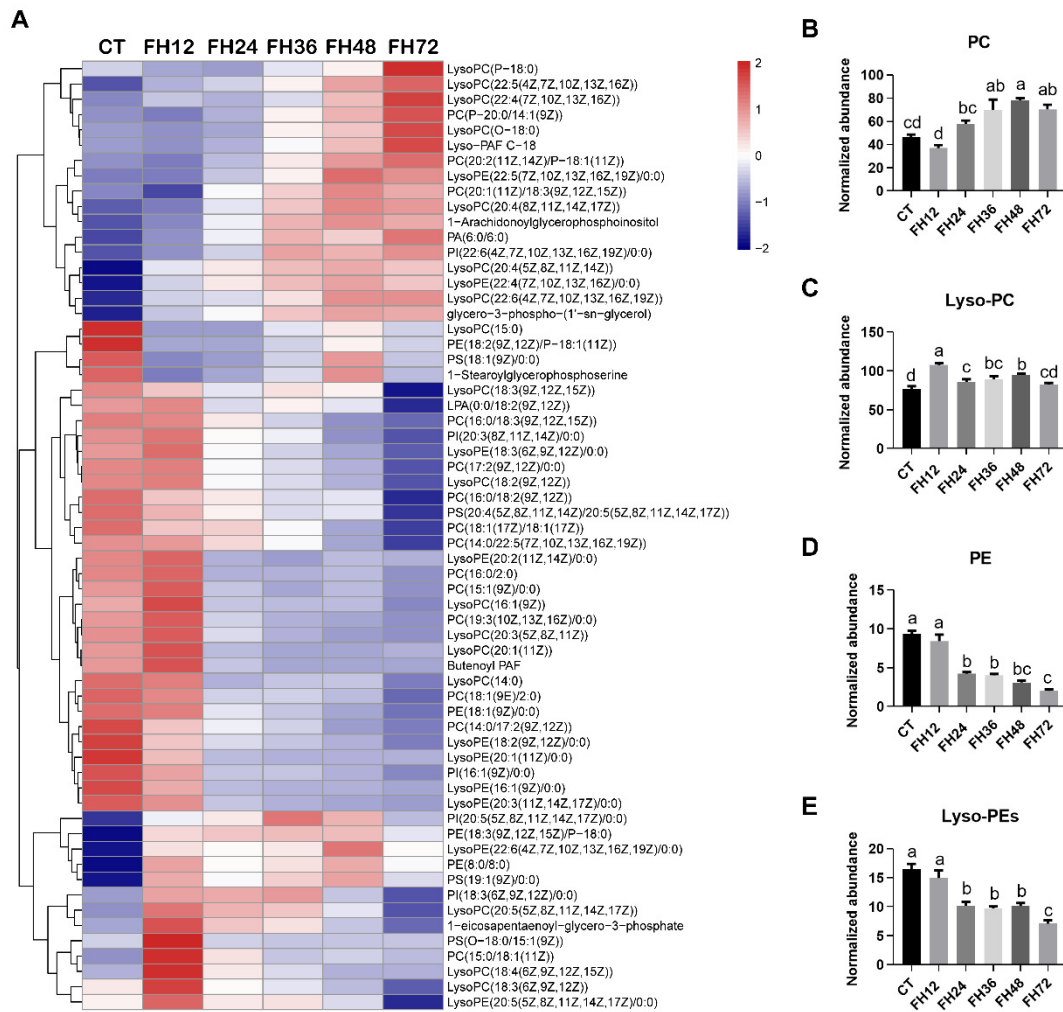 A
CT FH12 FH24 FH36 FH48 FH72
LysoPC(P−18:0)
LysoPC(22:5(4Z,7Z,10Z,13Z,16Z))
LysoPC(22:4(7Z,10Z,13Z,16Z))
PC(P−20:0/14:1(9Z))
LysoPC(O−18:0)
Lyso−PAF C−18
PC(20:2(11Z,14Z)/P−18:1(11Z))
LysoPE(22:5(7Z,10Z,13Z,16Z,19Z)/0:0)
PC(20:1(11Z)/18:3(9Z,12Z,15Z))
LysoPC(20:4(8Z,11Z,14Z,17Z))
1−Arachidonoylglycerophosphoinositol
PA(6:0/6:0)
PI(22:6(4Z,7Z,10Z,13Z,16Z,19Z)/0:0)
LysoPC(20:4(5Z,8Z,11Z,14Z))
LysoPE(22:4(7Z,10Z,13Z,16Z)/0:0)
LysoPC(22:6(4Z,7Z,10Z,13Z,16Z,19Z))
glycero−3−phospho−(1'−sn−glycerol)
LysoPC(15:0)
PE(18:2(9Z,12Z)/P−18:1(11Z))
PS(18:1(9Z)/0:0)
1−Stearoylglycerophosphoserine
LysoPC(18:3(9Z,12Z,15Z))
LPA(0:0/18:2(9Z,12Z))
PC(16:0/18:3(9Z,12Z,15Z))
PI(20:3(8Z,11Z,14Z)/0:0)
LysoPE(18:3(6Z,9Z,12Z)/0:0)
PC(17:2(9Z,12Z)/0:0)
LysoPC(18:2(9Z,12Z))
PC(16:0/18:2(9Z,12Z))
PS(20:4(5Z,8Z,11Z,14Z)/20:5(5Z,8Z,11Z,14Z,17Z))
PC(18:1(17Z)/18:1(17Z))
PC(14:0/22:5(7Z,10Z,13Z,16Z,19Z))
LysoPE(20:2(11Z,14Z)/0:0)
PC(16:0/2:0)
PC(15:1(9Z)/0:0)
LysoPC(16:1(9Z))
PC(19:3(10Z,13Z,16Z)/0:0)
LysoPC(20:3(5Z,8Z,11Z))
LysoPC(20:1(11Z))
Butenoyl PAF
LysoPC(14:0)
PC(18:1(9E)/2:0)
PE(18:1(9Z)/0:0)
PC(14:0/17:2(9Z,12Z))
LysoPE(18:2(9Z,12Z)/0:0)
LysoPE(20:1(11Z)/0:0)
PI(16:1(9Z)/0:0)
LysoPE(16:1(9Z)/0:0)
LysoPE(20:3(11Z,14Z,17Z)/0:0)
PI(20:5(5Z,8Z,11Z,14Z,17Z)/0:0)
PE(18:3(9Z,12Z,15Z)/P−18:0)
LysoPE(22:6(4Z,7Z,10Z,13Z,16Z,19Z)/0:0)
PE(8:0/8:0)
PS(19:1(9Z)/0:0)
PI(18:3(6Z,9Z,12Z)/0:0)
LysoPC(20:5(5Z,8Z,11Z,14Z,17Z))
1−eicosapentaenoyl−glycero−3−phosphate
PS(O−18:0/15:1(9Z))
PC(15:0/18:1(11Z))
LysoPC(18:4(6Z,9Z,12Z,15Z))
LysoPC(18:3(6Z,9Z,12Z))
LysoPE(20:5(5Z,8Z,11Z,14Z,17Z)/0:0)
2
1
0
−1
−2
B
PC
Normalized abundance
100
80
60
40
20
0
cd d bc ab a ab
CT FH12 FH24 FH36 FH48 FH72
C
Lyso-PC
Normalized abundance
150
100
50
0
d a c bc b cd
CT FH12 FH24 FH36 FH48 FH72
D
PE
Normalized abundance
15
10
5
0
a a b b bc c
CT FH12 FH24 FH36 FH48 FH72
E
Lyso-PEs
Normalized abundance
20
15
10
5
0
a a b b b c
CT FH12 FH24 FH36 FH48 FH72